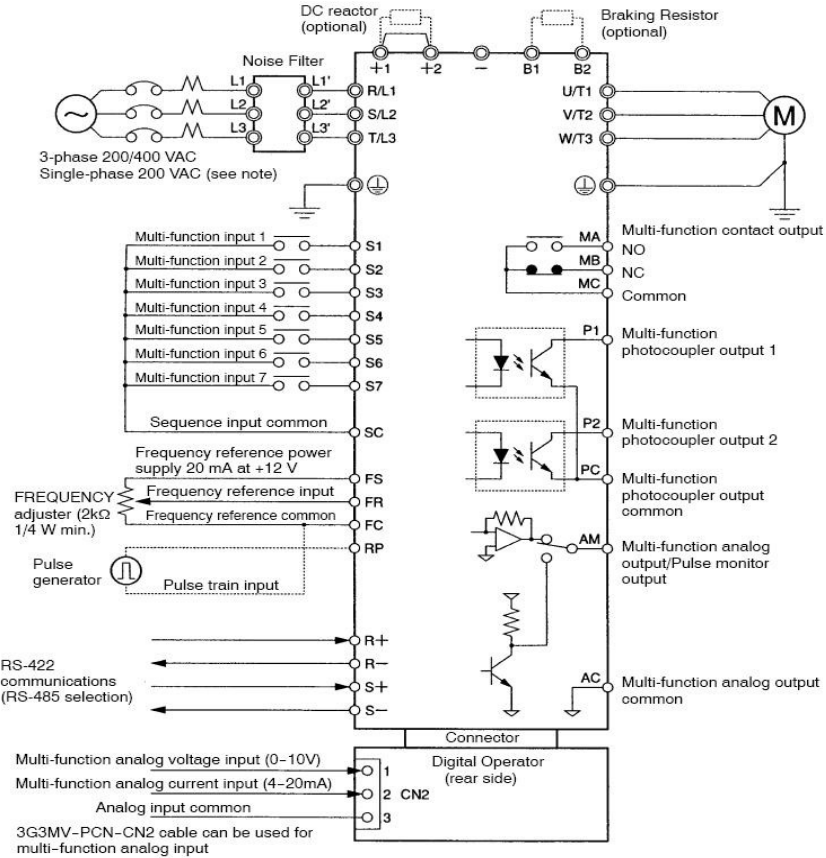 DC reactor
(optional)
Braking Resistor
(optional)
+1
+2
−
B1
B2
Noise Filter
L1
L1'
R/L1
L2
L2'
S/L2
L3
L3'
T/L3
U/T1
V/T2
W/T3
M
3-phase 200/400 VAC
Single-phase 200 VAC (see note)
Multi-function input 1
S1
Multi-function input 2
S2
Multi-function input 3
S3
Multi-function input 4
S4
Multi-function input 5
S5
Multi-function input 6
S6
Multi-function input 7
S7
Sequence input common
SC
MA
Multi-function contact output
NO
MB
NC
MC
Common
P1
Multi-function
photocoupler output 1
P2
Multi-function
photocoupler output 2
PC
Multi-function
photocoupler output
common
Frequency reference power
supply 20 mA at +12 V
FS
Frequency reference input
FR
Frequency reference common
FC
FREQUENCY
adjuster (2kΩ
1/4 W min.)
RP
Pulse
generator
Pulse train input
AM
Multi-function analog
output/Pulse monitor
output
R+
R−
S+
S−
RS-422
communications
(RS-485 selection)
AC
Multi-function analog output
common
Connector
Digital Operator
(rear side)
Multi-function analog voltage input (0-10V)
1
Multi-function analog current input (4-20mA)
2
CN2
Analog input common
3
3G3MV-PCN-CN2 cable can be used for
multi-function analog input